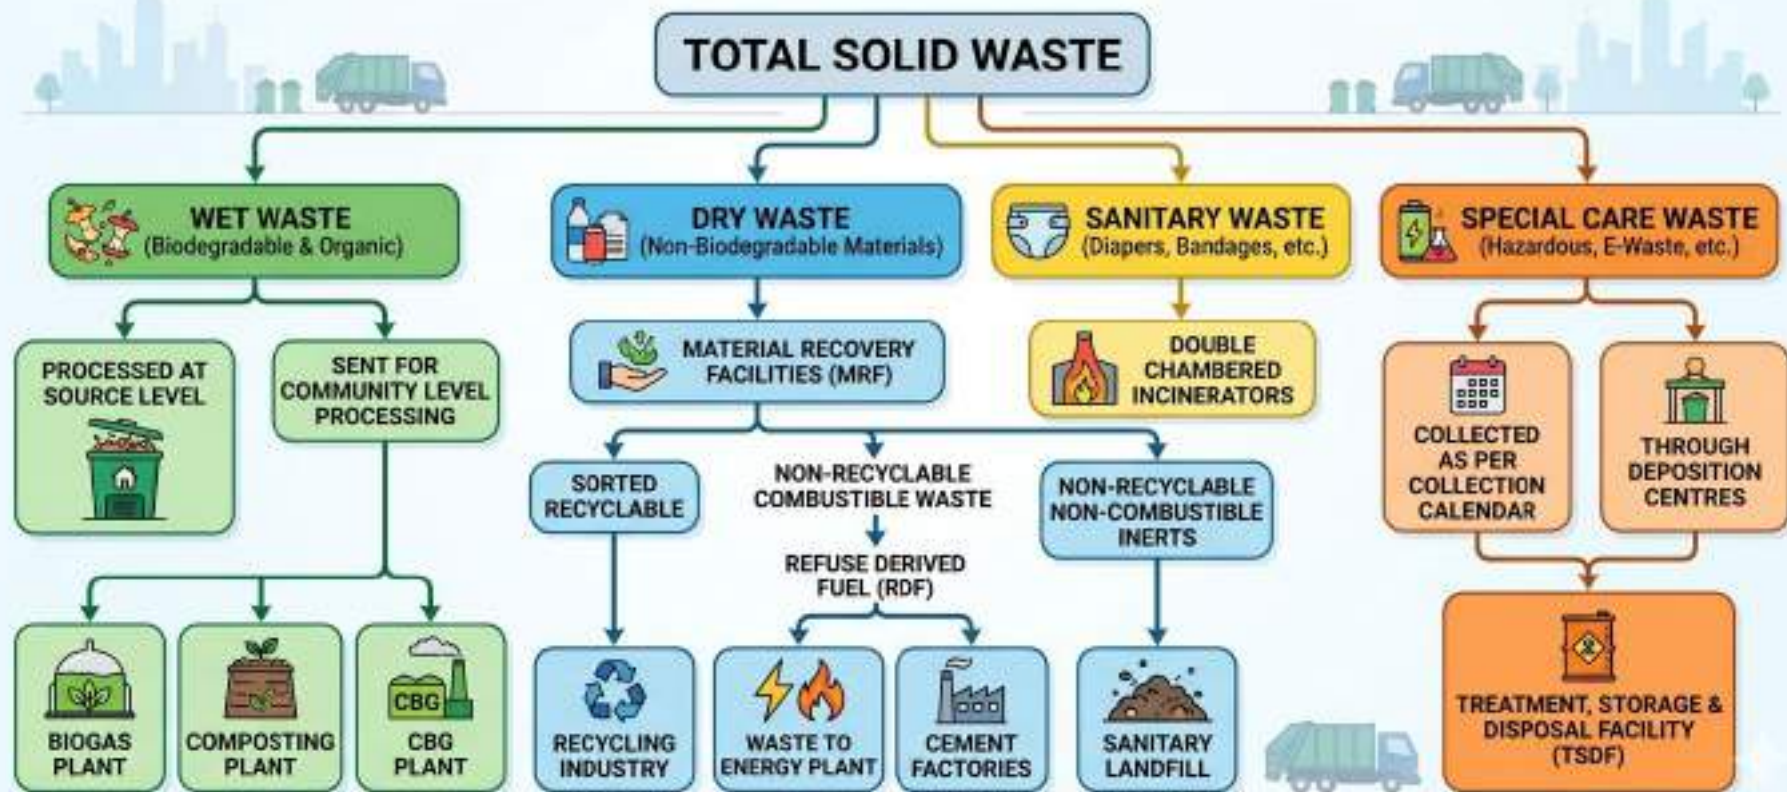 TOTAL SOLID WASTE
WET WASTE
(Biodegradable & Organic)
DRY WASTE
(Non-Biodegradable Materials)
SANITARY WASTE
(Diapers, Bandages, etc.)
SPECIAL CARE WASTE
(Hazardous, E-Waste, etc.)
PROCESSED AT
SOURCE LEVEL
SENT FOR
COMMUNITY LEVEL
PROCESSING
MATERIAL RECOVERY
FACILITIES (MRF)
DOUBLE
CHAMBERED
INCINERATORS
COLLECTED
AS PER
COLLECTION
CALENDAR
THROUGH
DEPOSITION
CENTRES
SORTED
RECYCLABLE
NON-RECYCLABLE
COMBUSTIBLE WASTE
NON-RECYCLABLE
NON-COMBUSTIBLE
INERTS
REFUSE DERIVED
FUEL (RDF)
BIOGAS
PLANT
COMPOSTING
PLANT
CBG
CBG
PLANT
RECYCLING
INDUSTRY
WASTE TO
ENERGY PLANT
CEMENT
FACTORIES
SANITARY
LANDFILL
TREATMENT, STORAGE &
DISPOSAL FACILITY
(TSDF)